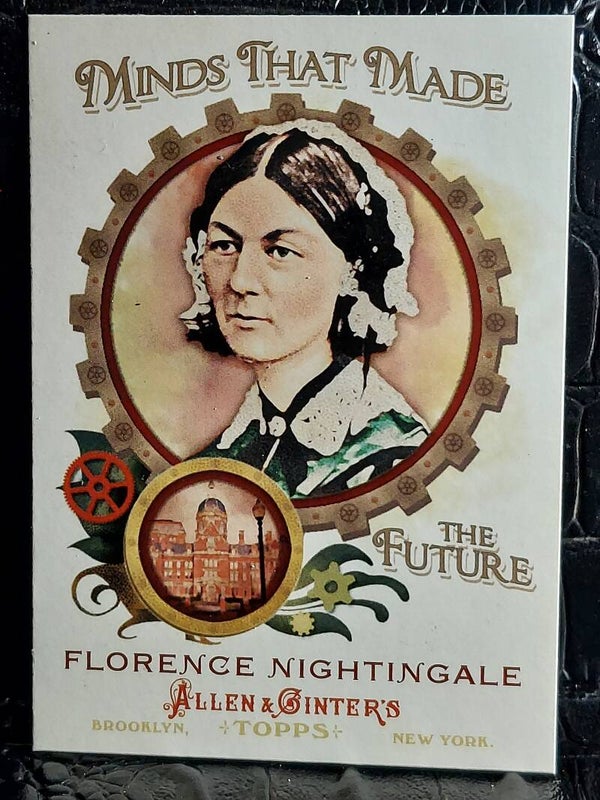 MINDS THAT MADE
THE
FUTURE
FLORENCE NIGHTINGALE
ALLEN & GINTER'S
BROOKLYN, TOPPS NEW YORK.